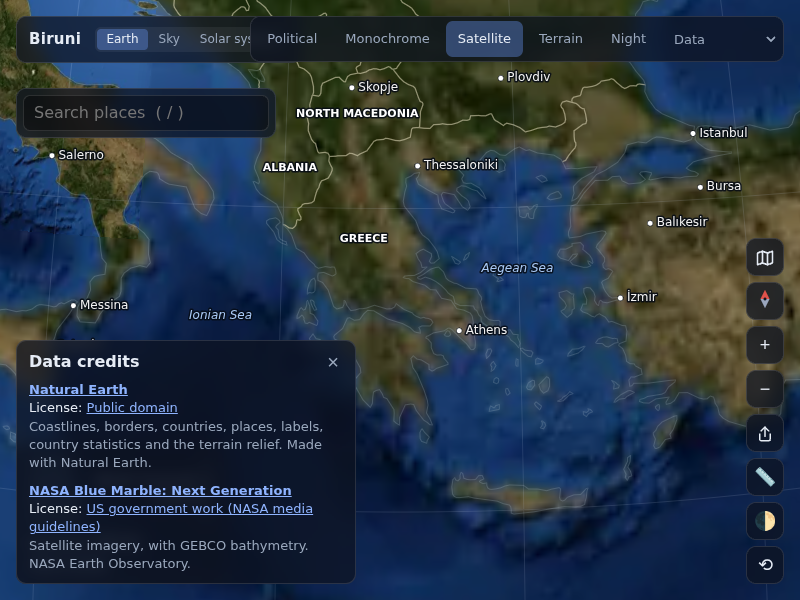 Biruni Earth Sky Solar sys Political Monochrome Satellite Terrain Night Data
Search places ( / )
Skopje
Plovdiv
NORTH MACEDONIA
Istanbul
Salerno
ALBANIA
Thessaloniki
Bursa
Balıkesir
GREECE
Aegean Sea
İzmir
Messina
Ionian Sea
Athens
Data credits ×
Natural Earth
License: Public domain
Coastlines, borders, countries, places, labels,
country statistics and the terrain relief. Made
with Natural Earth.
NASA Blue Marble: Next Generation
License: US government work (NASA media
guidelines)
Satellite imagery, with GEBCO bathymetry.
NASA Earth Observatory.